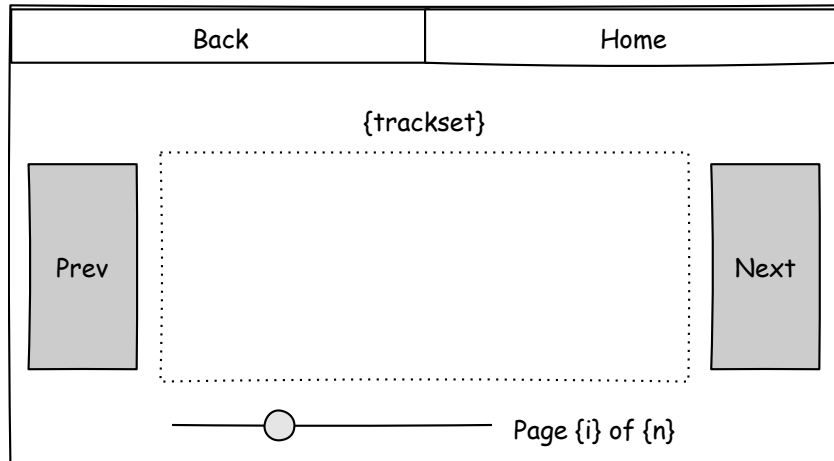 Back
Home
{trackset}
Prev
Next
Page {i} of {n}